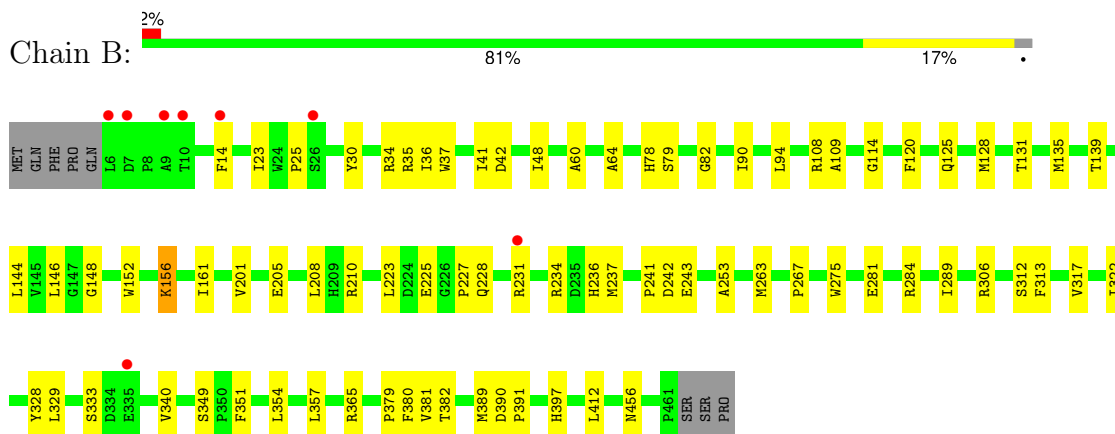 2%
Chain B:
81% 17% •
MET GLN PHE PRO GLN L6 D7 P8 A9 T10 F14 I23 W24 P25 S26 Y30 R34 R35 I36 W37 I41 D42 I48 A60 A64 H78 S79 G82 I90 L94 R108 A109 G114 F120 Q125 M128 T131 M135 T139
L144 V145 L146 G147 G148 W152 K156 I161 V201 E205 L208 H209 R210 L223 D224 E225 G226 P227 Q228 R231 R234 D235 H236 M237 P241 D242 E243 A253 M263 P267 W275 E281 R284 I289 R306 S312 F313 V317
Y328 L329 S333 D334 E335 V340 S349 P350 F351 L354 L357 R365 P379 F380 V381 T382 M389 D390 P391 H397 L412 N456 P461 SER SER PRO